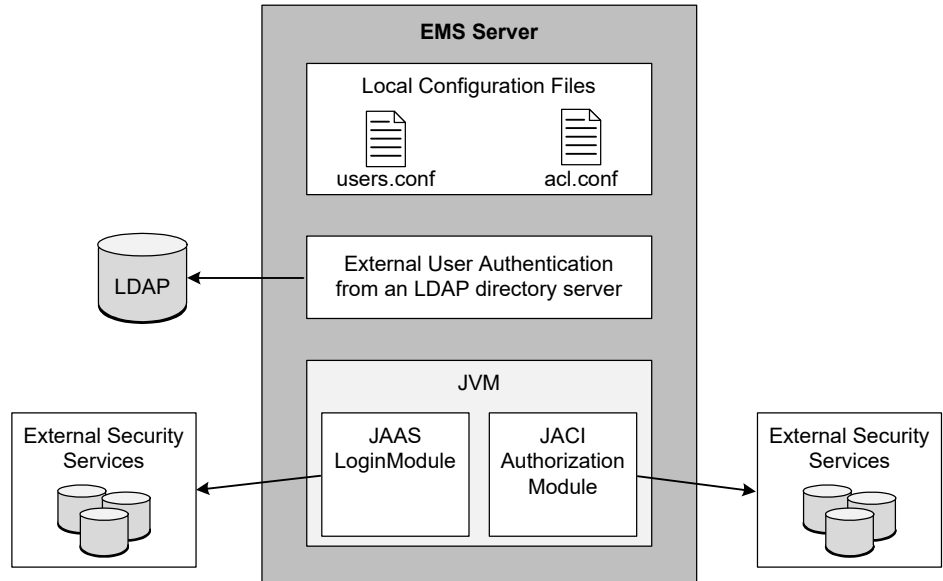 EMS Server
Local Configuration Files
users.conf
acl.conf
External User Authentication
from an LDAP directory server
LDAP
JVM
JAAS
LoginModule
JACI
Authorization
Module
External Security
Services
External Security
Services